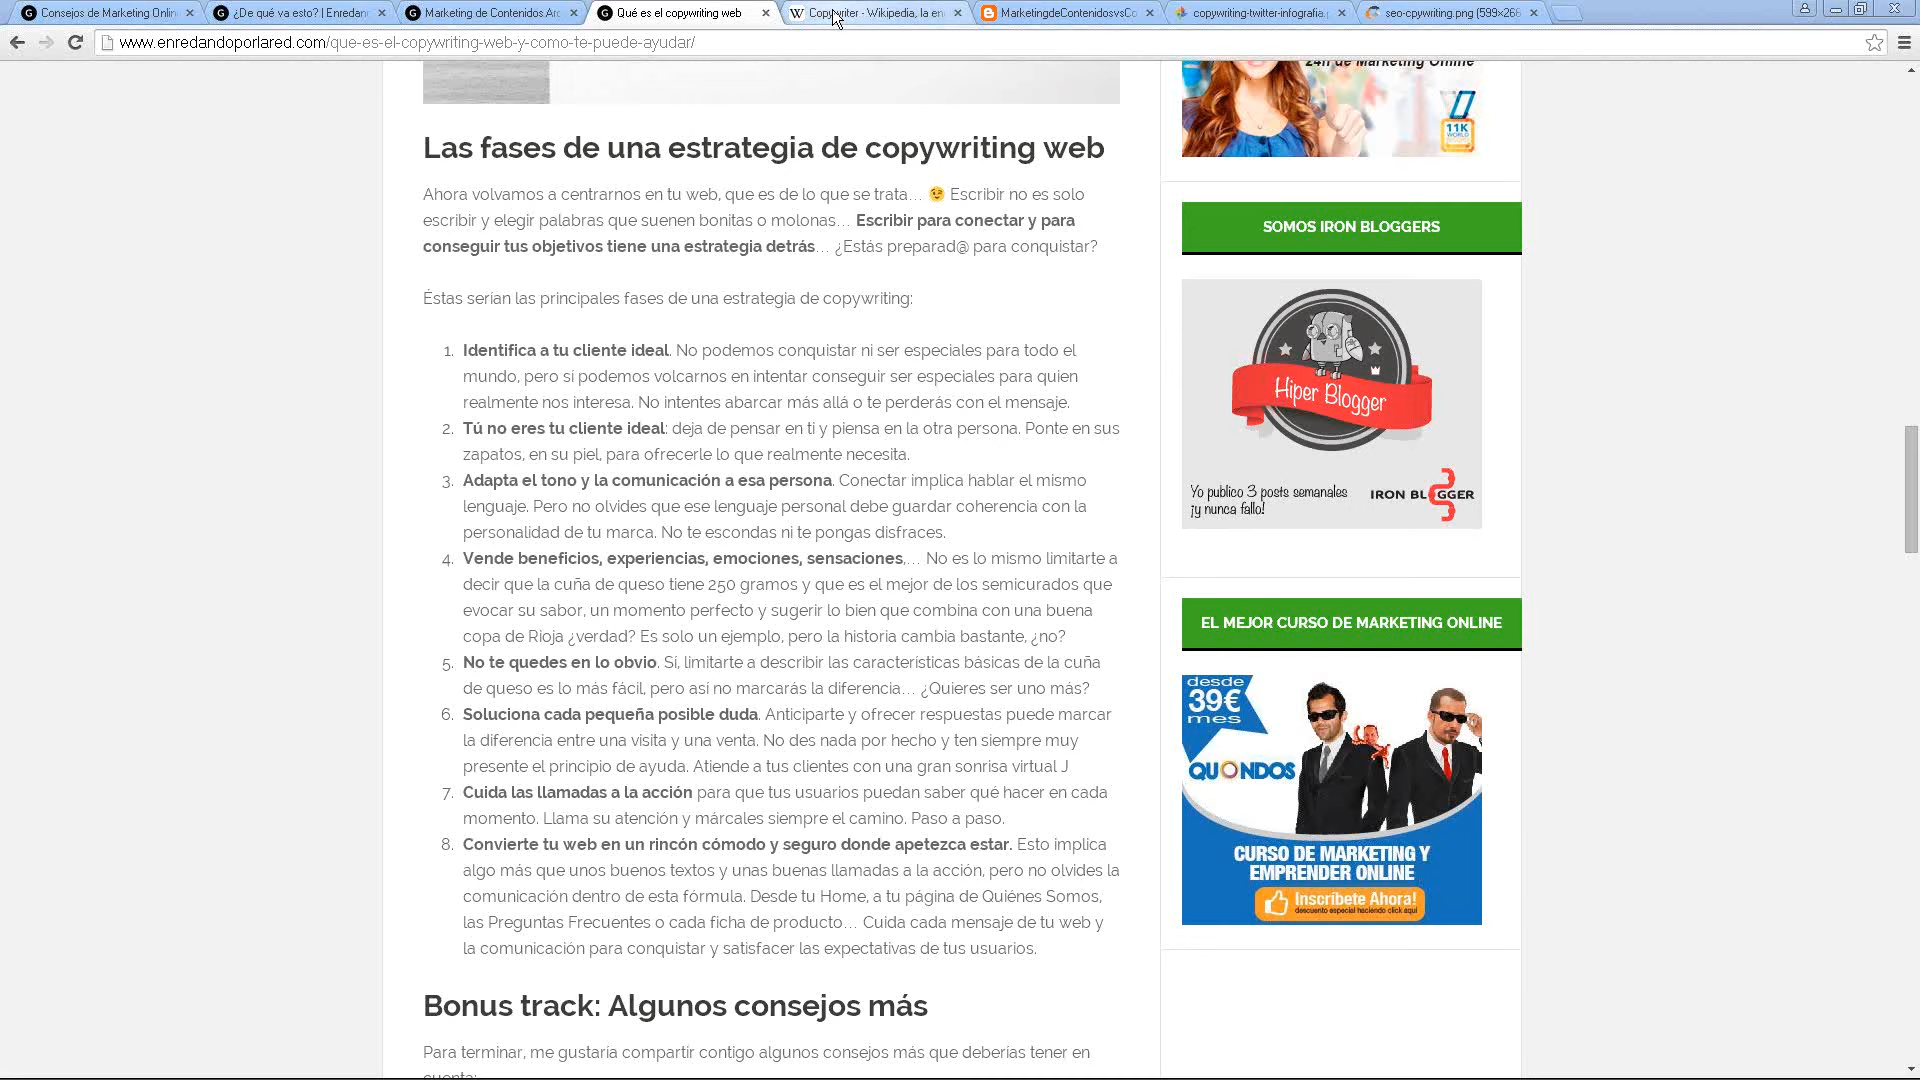 Consejos de Marketing Onlin
¿De qué va esto? | Enredan
Marketing de Contenidos Arc
Qué es el copywriting web
Copywriter - Wikipedia, la en
MarketingdeContenidosvsCo
copywriting-twitter-infografia.
seo-cpywriting.png (599×266
www.enredandoporlared.com/que-es-el-copywriting-web-y-como-te-puede-ayudar/
Las fases de una estrategia de copywriting web
Ahora volvamos a centrarnos en tu web, que es de lo que se trata… 😉 Escribir no es solo
escribir y elegir palabras que suenen bonitas o molonas… Escribir para conectar y para
conseguir tus objetivos tiene una estrategia detrás… ¿Estás preparad@ para conquistar?
Éstas serían las principales fases de una estrategia de copywriting:
1. Identifica a tu cliente ideal. No podemos conquistar ni ser especiales para todo el
mundo, pero sí podemos volcarnos en intentar conseguir ser especiales para quien
realmente nos interesa. No intentes abarcar más allá o te perderás con el mensaje.
2. Tú no eres tu cliente ideal: deja de pensar en ti y piensa en la otra persona. Ponte en sus
zapatos, en su piel, para ofrecerle lo que realmente necesita.
3. Adapta el tono y la comunicación a esa persona. Conectar implica hablar el mismo
lenguaje. Pero no olvides que ese lenguaje personal debe guardar coherencia con la
personalidad de tu marca. No te escondas ni te pongas disfraces.
4. Vende beneficios, experiencias, emociones, sensaciones,… No es lo mismo limitarte a
decir que la cuña de queso tiene 250 gramos y que es el mejor de los semicurados que
evocar su sabor, un momento perfecto y sugerir lo bien que combina con una buena
copa de Rioja ¿verdad? Es solo un ejemplo, pero la historia cambia bastante, ¿no?
5. No te quedes en lo obvio. Sí, limitarte a describir las características básicas de la cuña
de queso es lo más fácil, pero así no marcarás la diferencia… ¿Quieres ser uno más?
6. Soluciona cada pequeña posible duda. Anticiparte y ofrecer respuestas puede marcar
la diferencia entre una visita y una venta. No des nada por hecho y ten siempre muy
presente el principio de ayuda. Atiende a tus clientes con una gran sonrisa virtual J
7. Cuida las llamadas a la acción para que tus usuarios puedan saber qué hacer en cada
momento. Llama su atención y márcales siempre el camino. Paso a paso.
8. Convierte tu web en un rincón cómodo y seguro donde apetezca estar. Esto implica
algo más que unos buenos textos y unas buenas llamadas a la acción, pero no olvides la
comunicación dentro de esta fórmula. Desde tu Home, a tu página de Quiénes Somos,
las Preguntas Frecuentes o cada ficha de producto… Cuida cada mensaje de tu web y
la comunicación para conquistar y satisfacer las expectativas de tus usuarios.
Bonus track: Algunos consejos más
Para terminar, me gustaría compartir contigo algunos consejos más que deberías tener en
cuenta:
24h de Marketing Online
11K
WORLD
SOMOS IRON BLOGGERS
Hiper Blogger
Yo publico 3 posts semanales
¡y nunca fallo!
IRON BLOGGER
EL MEJOR CURSO DE MARKETING ONLINE
desde
39€
mes
QUONDOS
CURSO DE MARKETING Y
EMPRENDER ONLINE
Inscríbete Ahora!
descuento especial haciendo click aquí